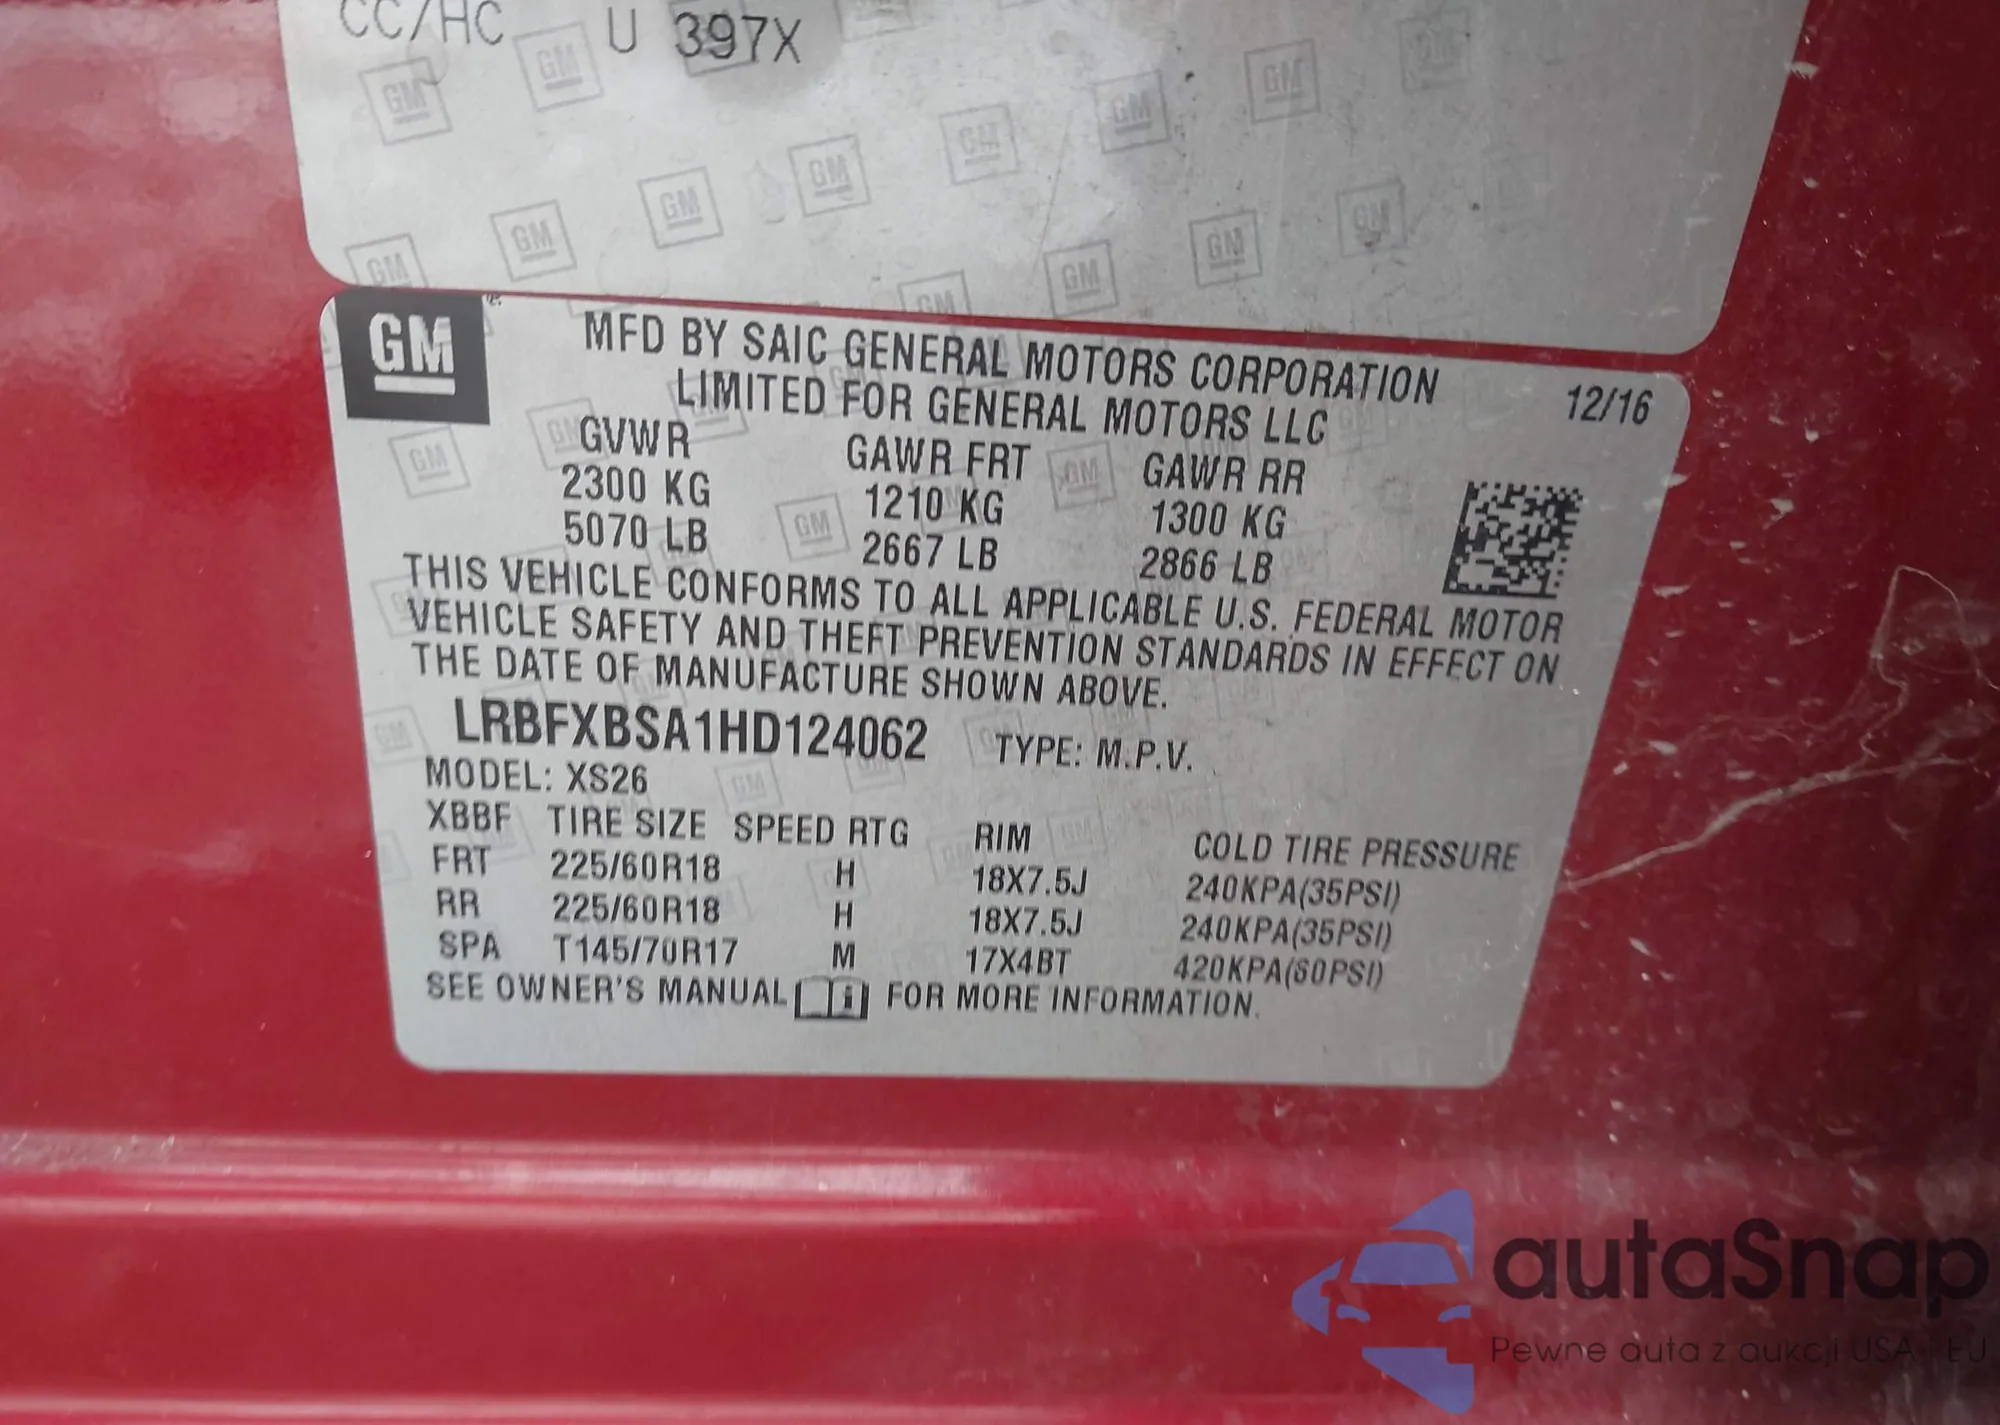 CC/HC U 397X
GM
MFD BY SAIC GENERAL MOTORS CORPORATION
LIMITED FOR GENERAL MOTORS LLC
12/16
GVWR GAWR FRT GAWR RR
2300 KG 1210 KG 1300 KG
5070 LB 2667 LB 2866 LB
THIS VEHICLE CONFORMS TO ALL APPLICABLE U.S. FEDERAL MOTOR
VEHICLE SAFETY AND THEFT PREVENTION STANDARDS IN EFFECT ON
THE DATE OF MANUFACTURE SHOWN ABOVE.
LRBFXBSA1HD124062 TYPE: M.P.V.
MODEL: XS26
XBBF TIRE SIZE SPEED RTG RIM COLD TIRE PRESSURE
FRT 225/60R18 H 18X7.5J 240KPA(35PSI)
RR 225/60R18 H 18X7.5J 240KPA(35PSI)
SPA T145/70R17 M 17X4BT 420KPA(60PSI)
SEE OWNER'S MANUAL FOR MORE INFORMATION.
autaSnap
Pewne auta z aukcji USA i EU